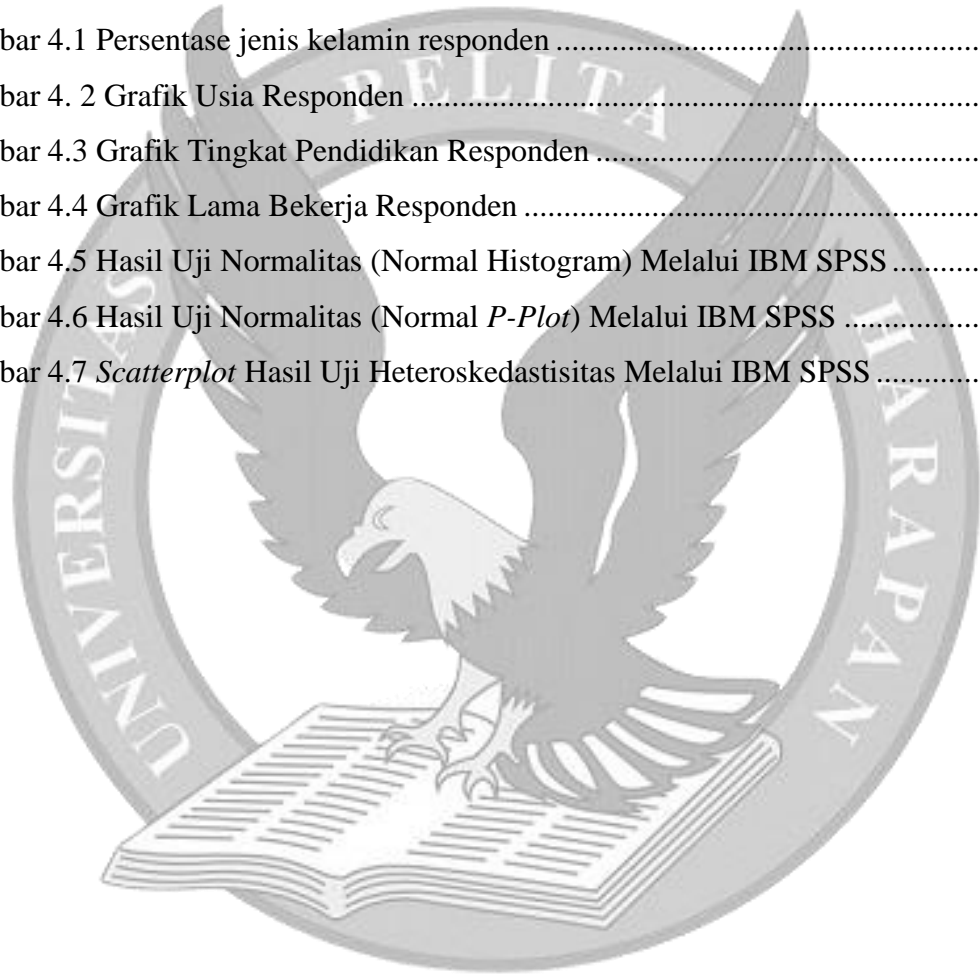 bar 4.1 Persentase jenis kelamin responden ......................................................
bar 4. 2 Grafik Usia Responden ........................................................................
bar 4.3 Grafik Tingkat Pendidikan Responden .................................................
bar 4.4 Grafik Lama Bekerja Responden ..........................................................
bar 4.5 Hasil Uji Normalitas (Normal Histogram) Melalui IBM SPSS ...........
bar 4.6 Hasil Uji Normalitas (Normal P-Plot) Melalui IBM SPSS .................
bar 4.7 Scatterplot Hasil Uji Heteroskedastisitas Melalui IBM SPSS .............
UNIVERSITAS PELITA HARAPAN